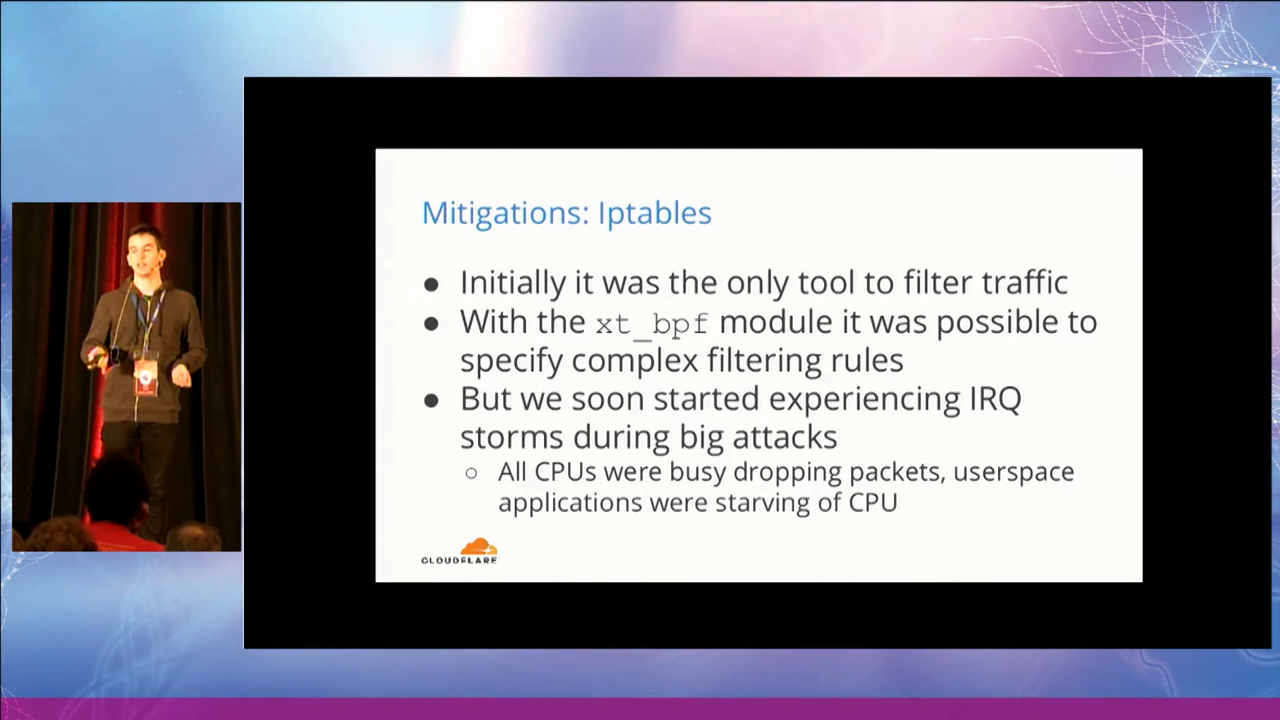 Mitigations: Iptables
● Initially it was the only tool to filter traffic
● With the xt_bpf module it was possible to
specify complex filtering rules
● But we soon started experiencing IRQ
storms during big attacks
○ All CPUs were busy dropping packets, userspace
applications were starving of CPU
CLOUDFLARE